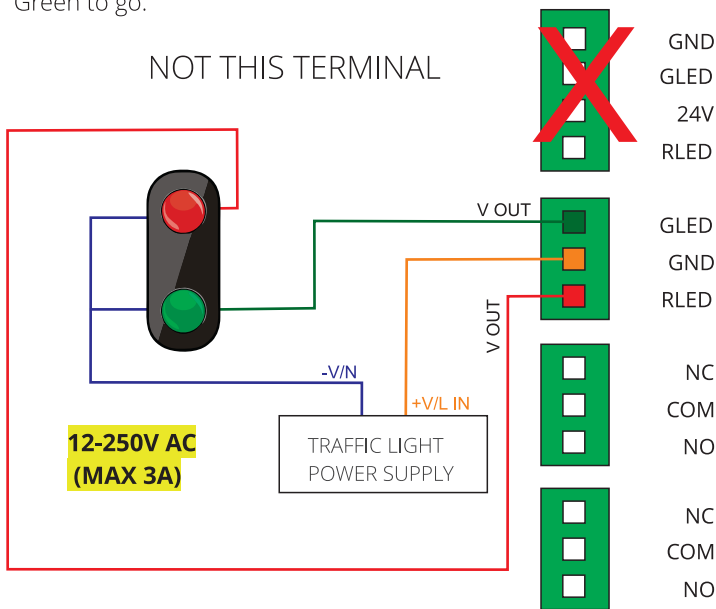 Green to go.
NOT THIS TERMINAL
GND
GLED
24V
RLED
V OUT
GLED
GND
RLED
V OUT
-V/N
+V/L IN
12-250V AC
(MAX 3A)
TRAFFIC LIGHT
POWER SUPPLY
NC
COM
NO
NC
COM
NO